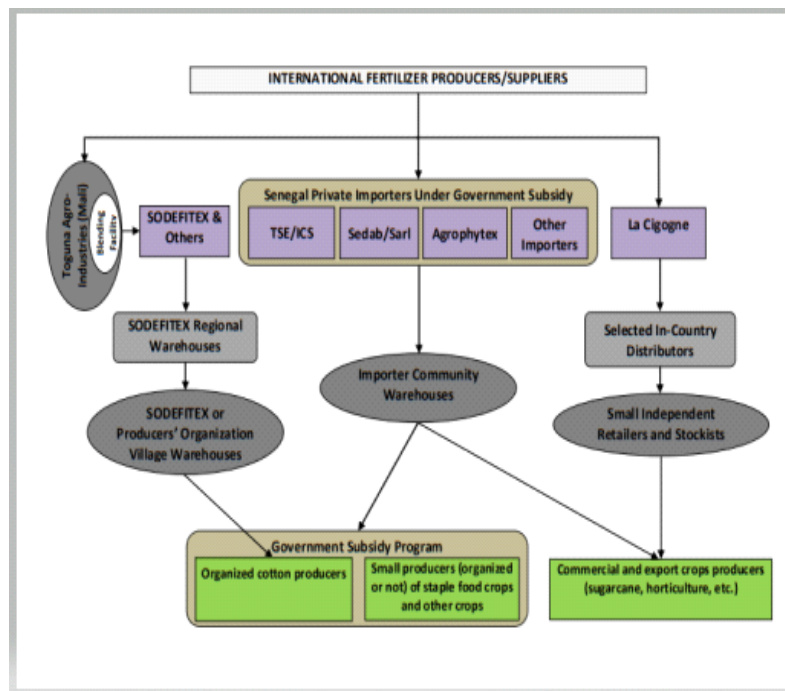 INTERNATIONAL FERTILIZER PRODUCERS/SUPPLIERS
Toguna Agro-
Industries (Mali)
Blending
Facility
SODEFITEX &
Others
Senegal Private Importers Under Government Subsidy
TSE/ICS
Sedab/Sarl
Agrophytex
Other
Importers
La Cigogne
SODEFITEX Regional
Warehouses
Importer Community
Warehouses
Selected In-Country
Distributors
SODEFITEX or
Producers' Organization
Village Warehouses
Small Independent
Retailers and Stockists
Government Subsidy Program
Organized cotton producers
Small producers (organized
or not) of staple food crops
and other crops
Commercial and export crops producers
(sugarcane, horticulture, etc.)